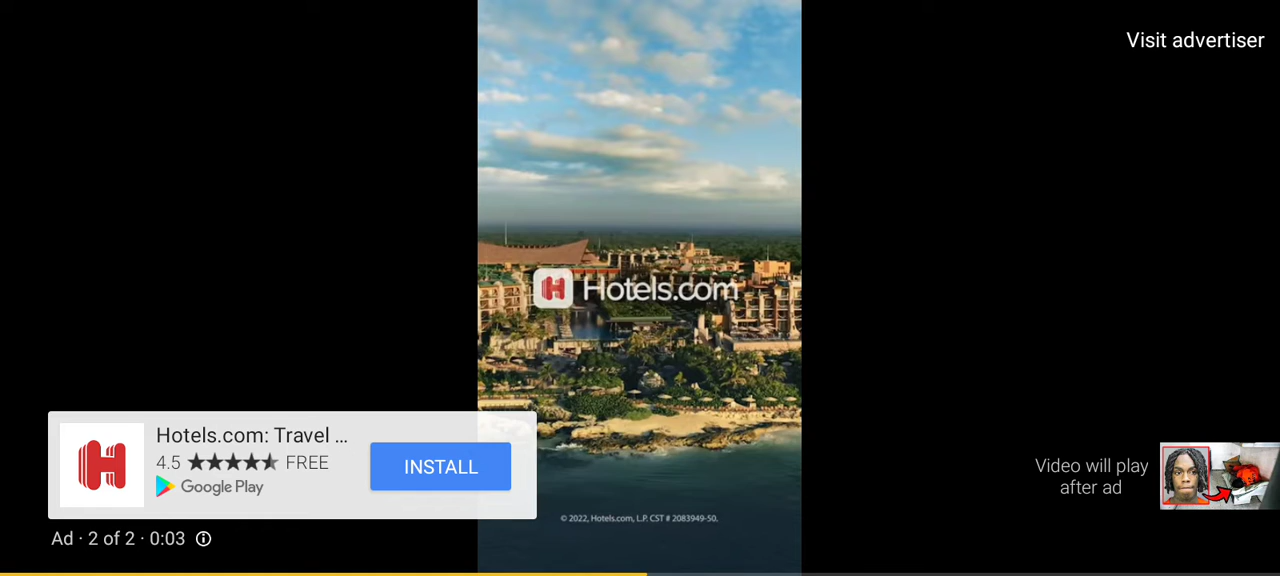 Visit advertiser
Hotels.com
Hotels.com: Travel ...
4.5 FREE
Google Play
INSTALL
Video will play
after ad
© 2022, Hotels.com, L.P. CST # 2083949-50.
Ad · 2 of 2 · 0:03